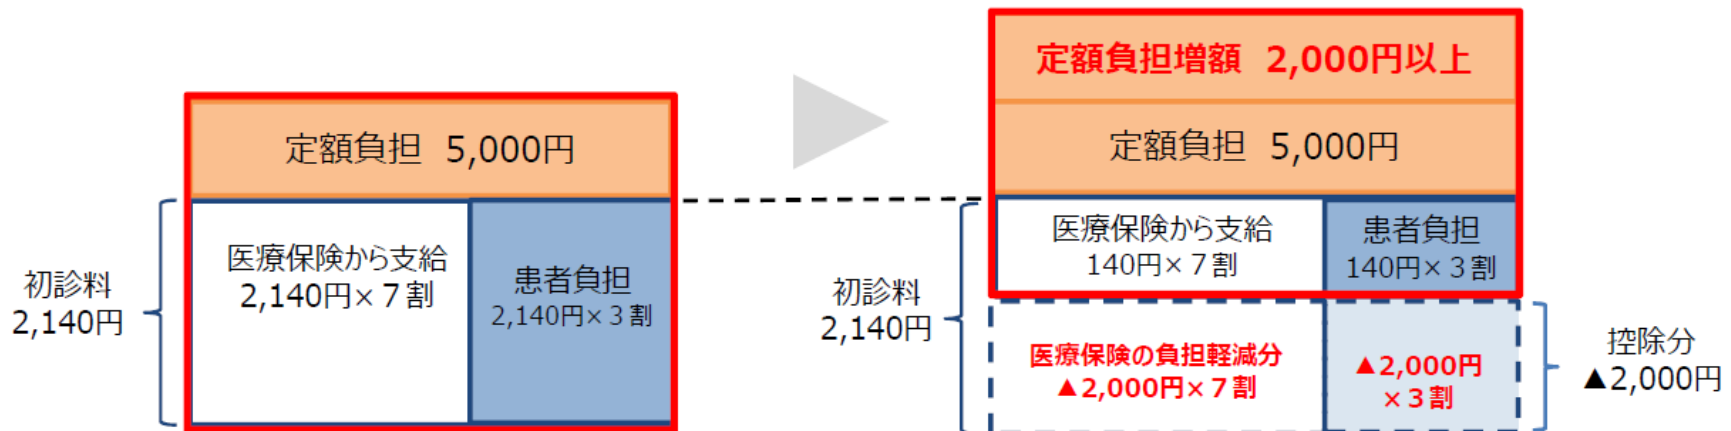 定額負担 5,000円
初診料
2,140円
医療保険から支給
2,140円×７割
患者負担
2,140円×３割
定額負担増額 2,000円以上
定額負担 5,000円
初診料
2,140円
医療保険から支給
140円×７割
患者負担
140円×３割
医療保険の負担軽減分
▲2,000円×７割
▲2,000円
×３割
控除分
▲2,000円